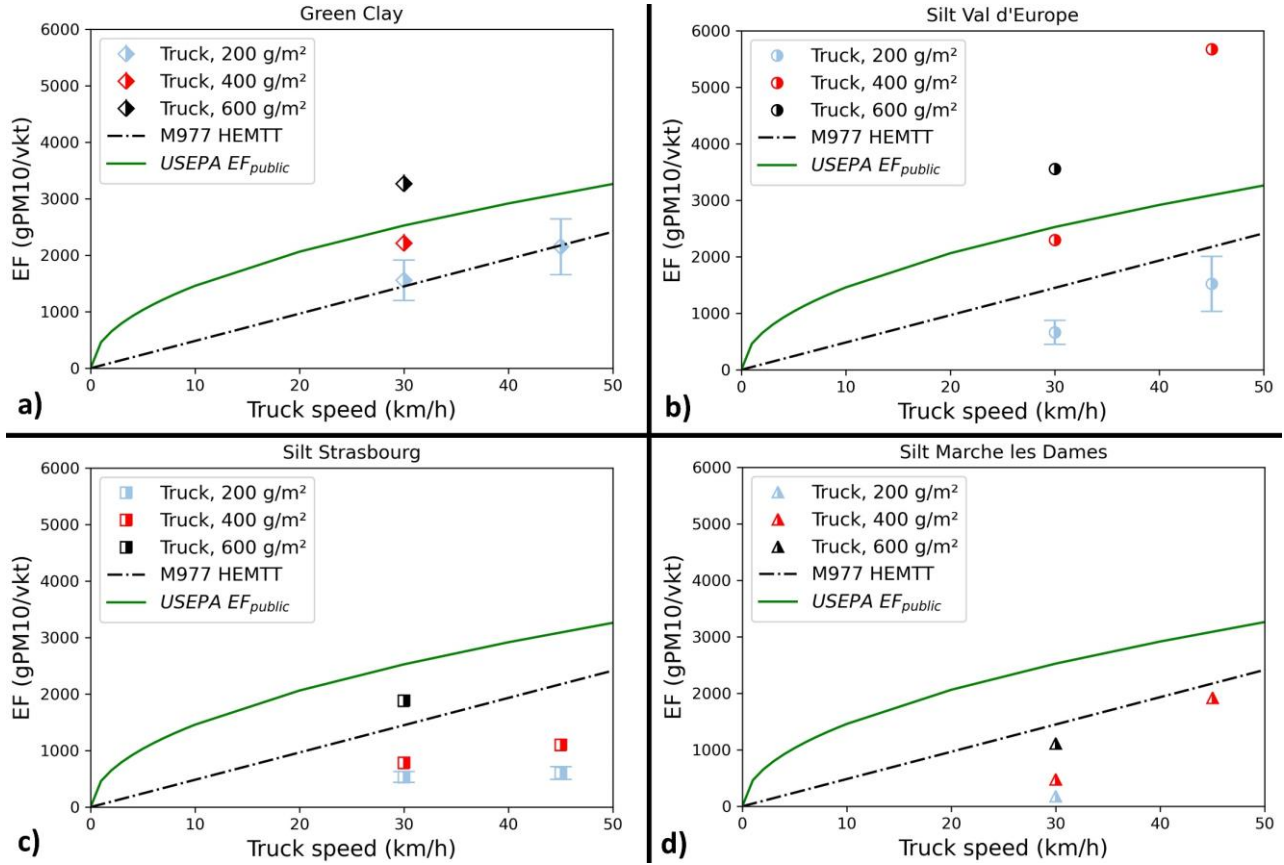 Green Clay
6000
5000
4000
3000
2000
1000
0
EF (gPM10/vkt)
Truck, 200 g/m²
Truck, 400 g/m²
Truck, 600 g/m²
M977 HEMTT
USEPA EF_public
0 10 20 30 40 50
Truck speed (km/h)
a)
Silt Val d'Europe
6000
5000
4000
3000
2000
1000
0
EF (gPM10/vkt)
Truck, 200 g/m²
Truck, 400 g/m²
Truck, 600 g/m²
M977 HEMTT
USEPA EF_public
0 10 20 30 40 50
Truck speed (km/h)
b)
Silt Strasbourg
6000
5000
4000
3000
2000
1000
0
EF (gPM10/vkt)
Truck, 200 g/m²
Truck, 400 g/m²
Truck, 600 g/m²
M977 HEMTT
USEPA EF_public
0 10 20 30 40 50
Truck speed (km/h)
c)
Silt Marche les Dames
6000
5000
4000
3000
2000
1000
0
EF (gPM10/vkt)
Truck, 200 g/m²
Truck, 400 g/m²
Truck, 600 g/m²
M977 HEMTT
USEPA EF_public
0 10 20 30 40 50
Truck speed (km/h)
d)